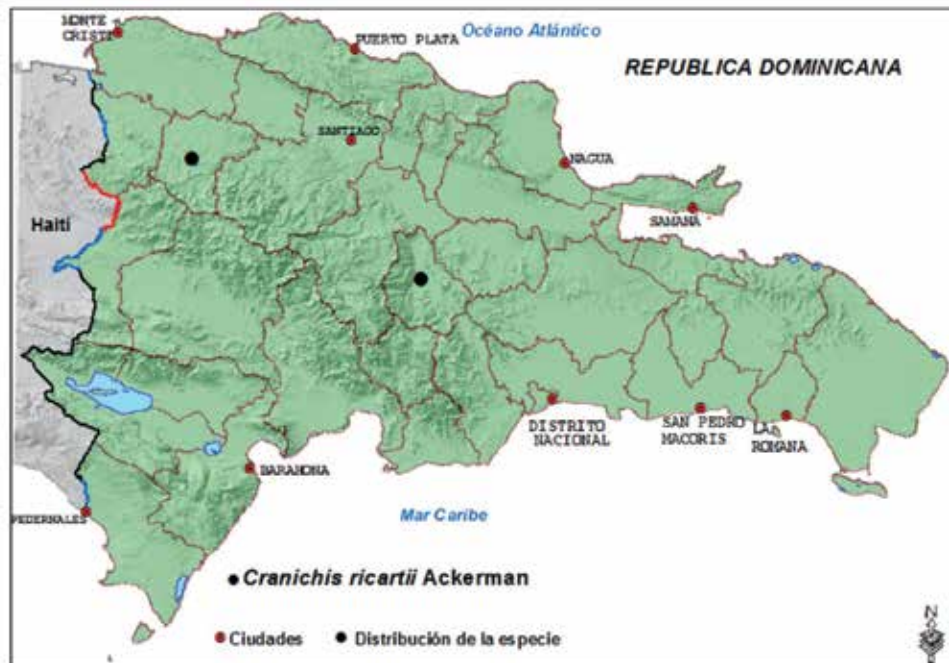 MONTE
CRISTI
PUERTO PLATA
Océano Atlántico
REPUBLICA DOMINICANA
SANTIAGO
NAGUA
SAMANA
Haití
DISTRITO
NACIONAL
SAN PEDRO
MACORIS
LA
ROMANA
BARAHONA
PEDERNALES
Mar Caribe
Cranichis ricartii Ackerman
Ciudades
Distribución de la especie
N